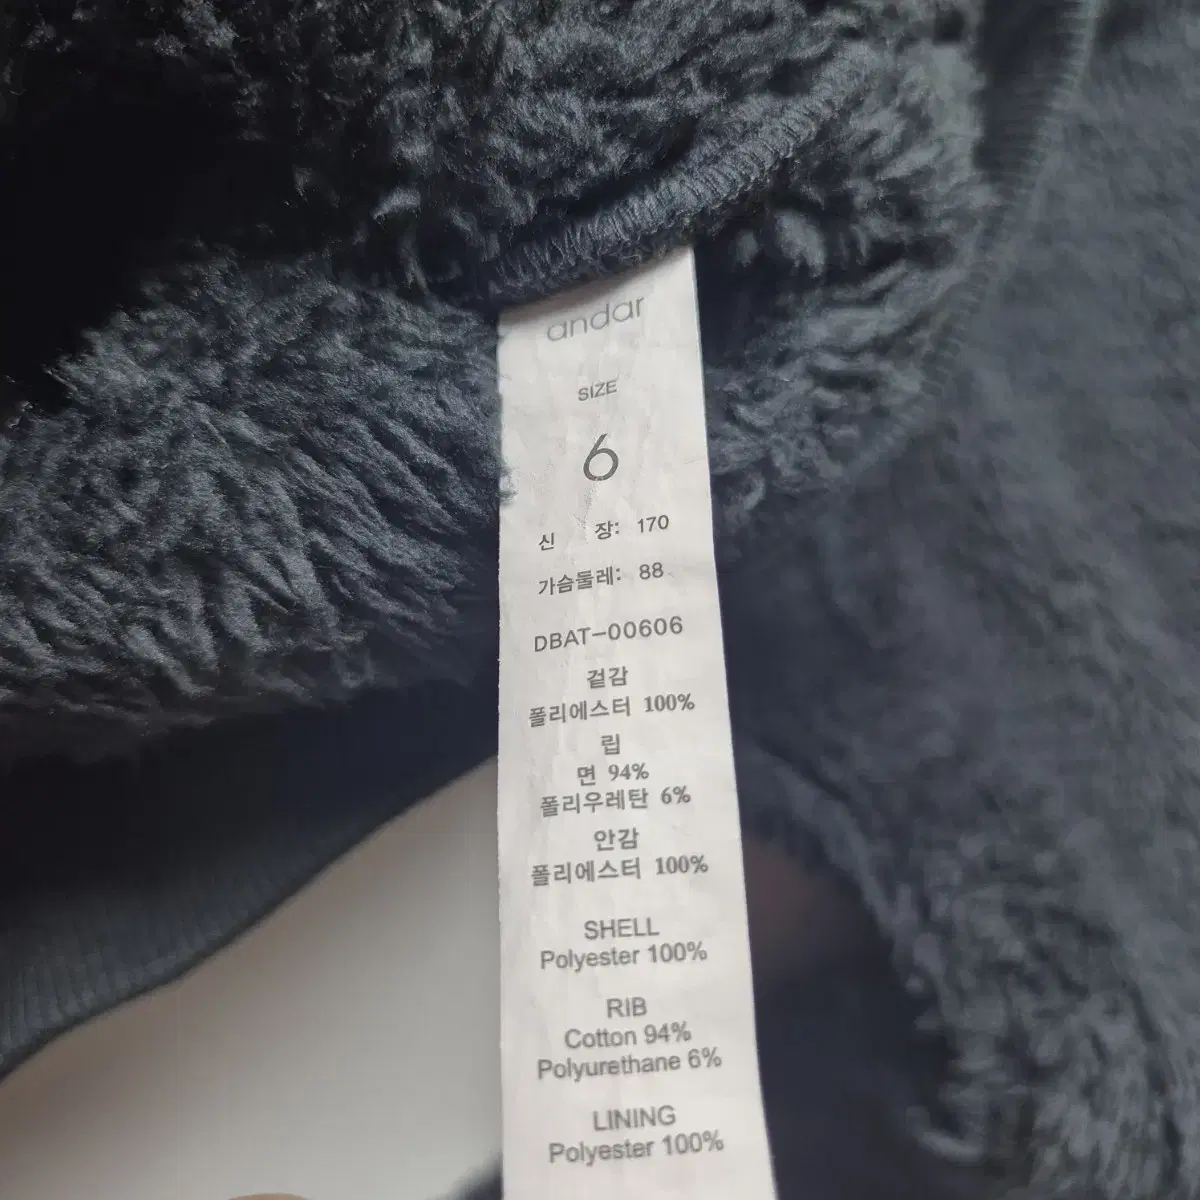 andar
SIZE
6
신 장: 170
가슴둘레: 88
DBAT-00606
겉감
폴리에스터 100%
립
면 94%
폴리우레탄 6%
안감
폴리에스터 100%
SHELL
Polyester 100%
RIB
Cotton 94%
Polyurethane 6%
LINING
Polyester 100%